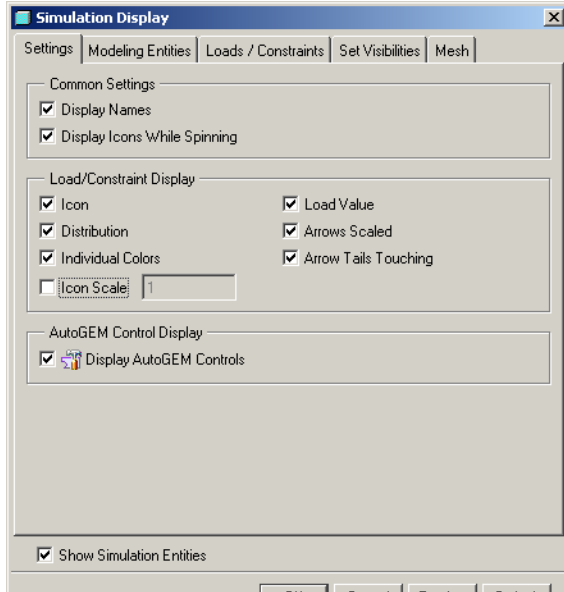 Simulation Display
Settings Modeling Entities Loads / Constraints Set Visibilities Mesh
Common Settings
Display Names
Display Icons While Spinning
Load/Constraint Display
Icon Load Value
Distribution Arrows Scaled
Individual Colors Arrow Tails Touching
Icon Scale 1
AutoGEM Control Display
Display AutoGEM Controls
Show Simulation Entities